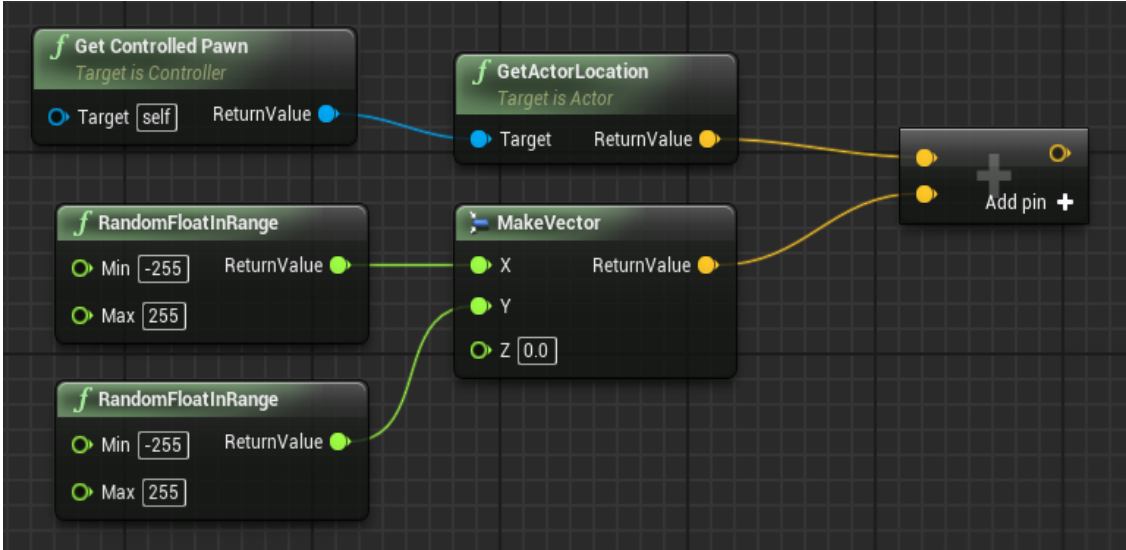 f Get Controlled Pawn
Target is Controller
Target self ReturnValue
f GetActorLocation
Target is Actor
Target ReturnValue
Add pin +
f RandomFloatInRange
Min -255 ReturnValue
Max 255
MakeVector
X ReturnValue
Y
Z 0.0
f RandomFloatInRange
Min -255 ReturnValue
Max 255